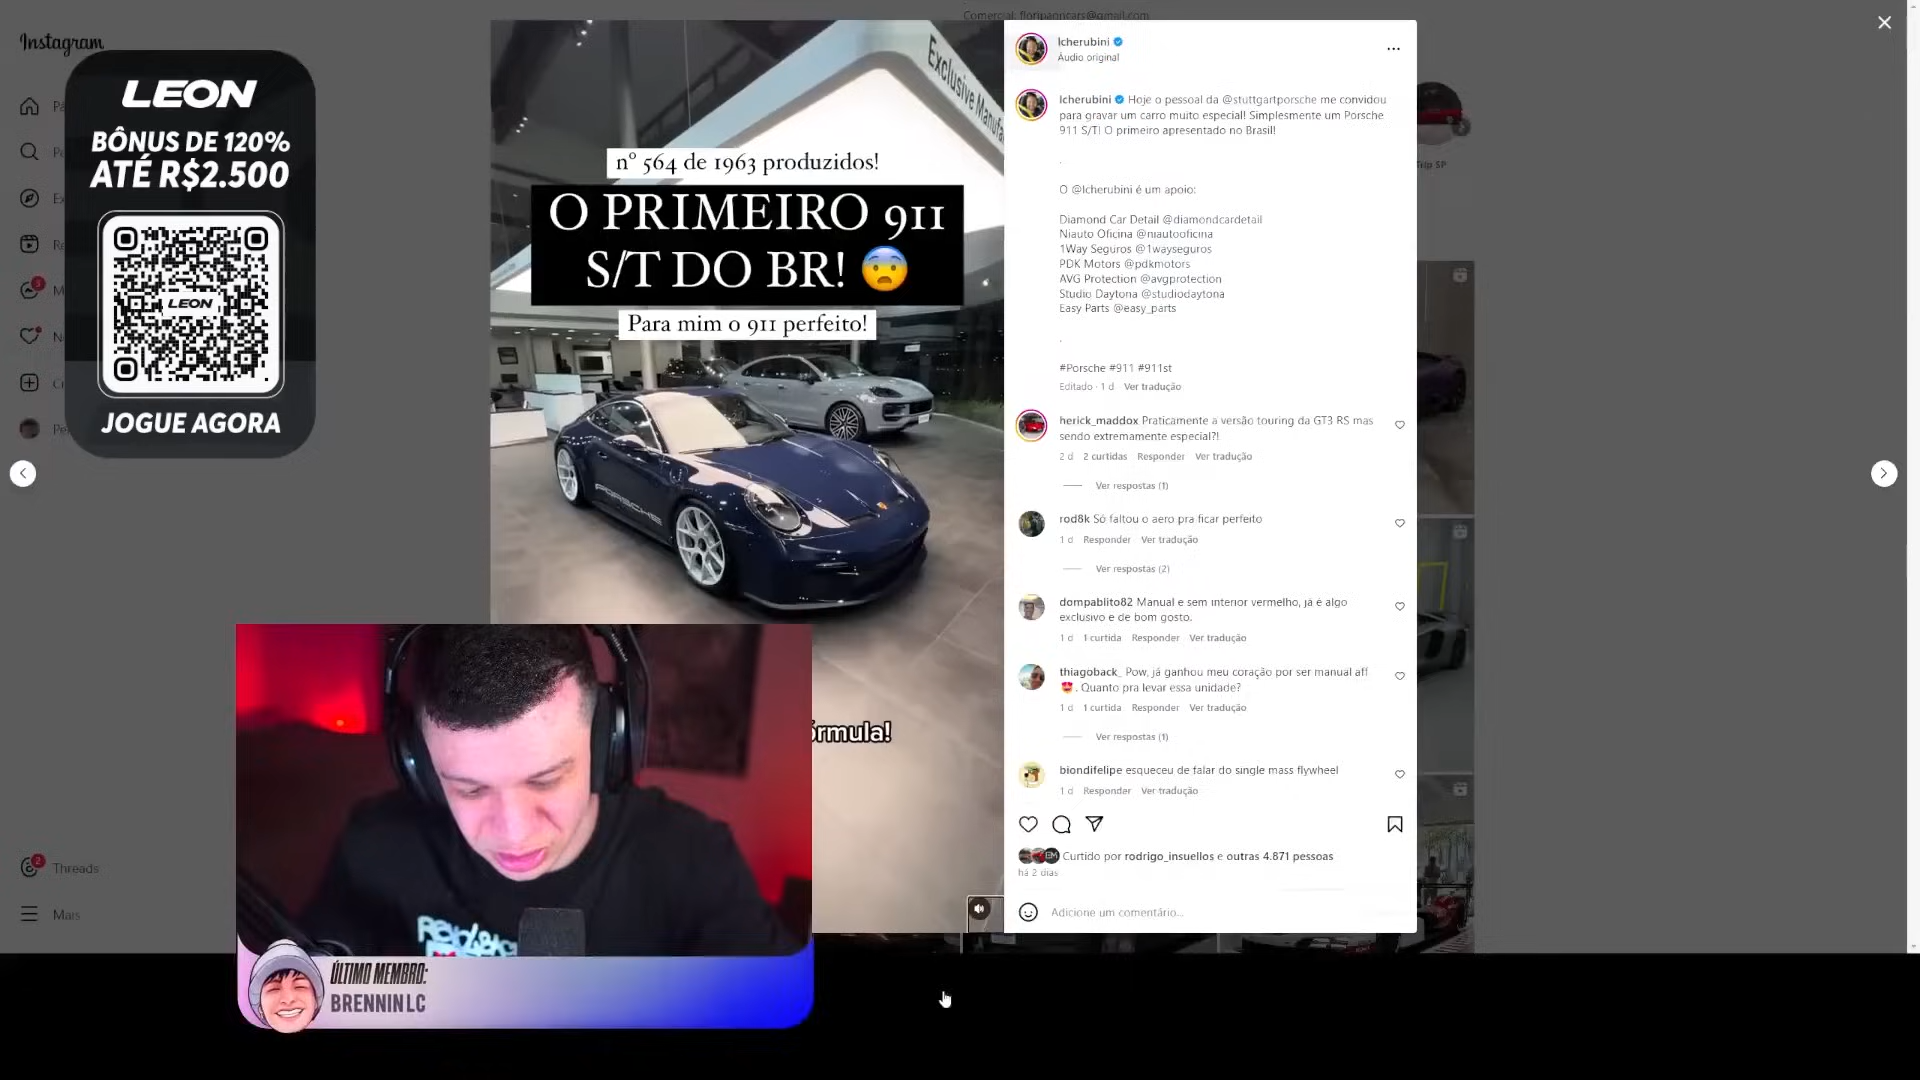 Comercial: floripanncars@gmail.com
Instagram
LEON
BÔNUS DE 120%
ATÉ R$2.500
LEON
JOGUE AGORA
Threads
Mais
Exclusive Manufa
nº 564 de 1963 produzidos!
O PRIMEIRO 911
S/T DO BR! 😨
Para mim o 911 perfeito!
PORSCHE
órmula!
ÚLTIMO MEMBRO:
BRENNIN LC
lcherubini
Áudio original
lcherubini Hoje o pessoal da @stuttgartporsche me convidou
para gravar um carro muito especial! Simplesmente um Porsche
911 S/T! O primeiro apresentado no Brasil!
.
O @lcherubini é um apoio:
Diamond Car Detail @diamondcardetail
Niauto Oficina @niautooficina
1Way Seguros @1wayseguros
PDK Motors @pdkmotors
AVG Protection @avgprotection
Studio Daytona @studiodaytona
Easy Parts @easy_parts
.
#Porsche #911 #911st
Editado · 1 d Ver tradução
herick_maddox Praticamente a versão touring da GT3 RS mas
sendo extremamente especial?!
2 d 2 curtidas Responder Ver tradução
Ver respostas (1)
rod8k Só faltou o aero pra ficar perfeito
1 d Responder Ver tradução
Ver respostas (2)
dompablito82 Manual e sem interior vermelho, já é algo
exclusivo e de bom gosto.
1 d 1 curtida Responder Ver tradução
thiagoback_ Pow, já ganhou meu coração por ser manual aff
😍. Quanto pra levar essa unidade?
1 d 1 curtida Responder Ver tradução
Ver respostas (1)
biondifelipe esqueceu de falar do single mass flywheel
1 d Responder Ver tradução
Curtido por rodrigo_insuellos e outras 4.871 pessoas
há 2 dias
Adicione um comentário...